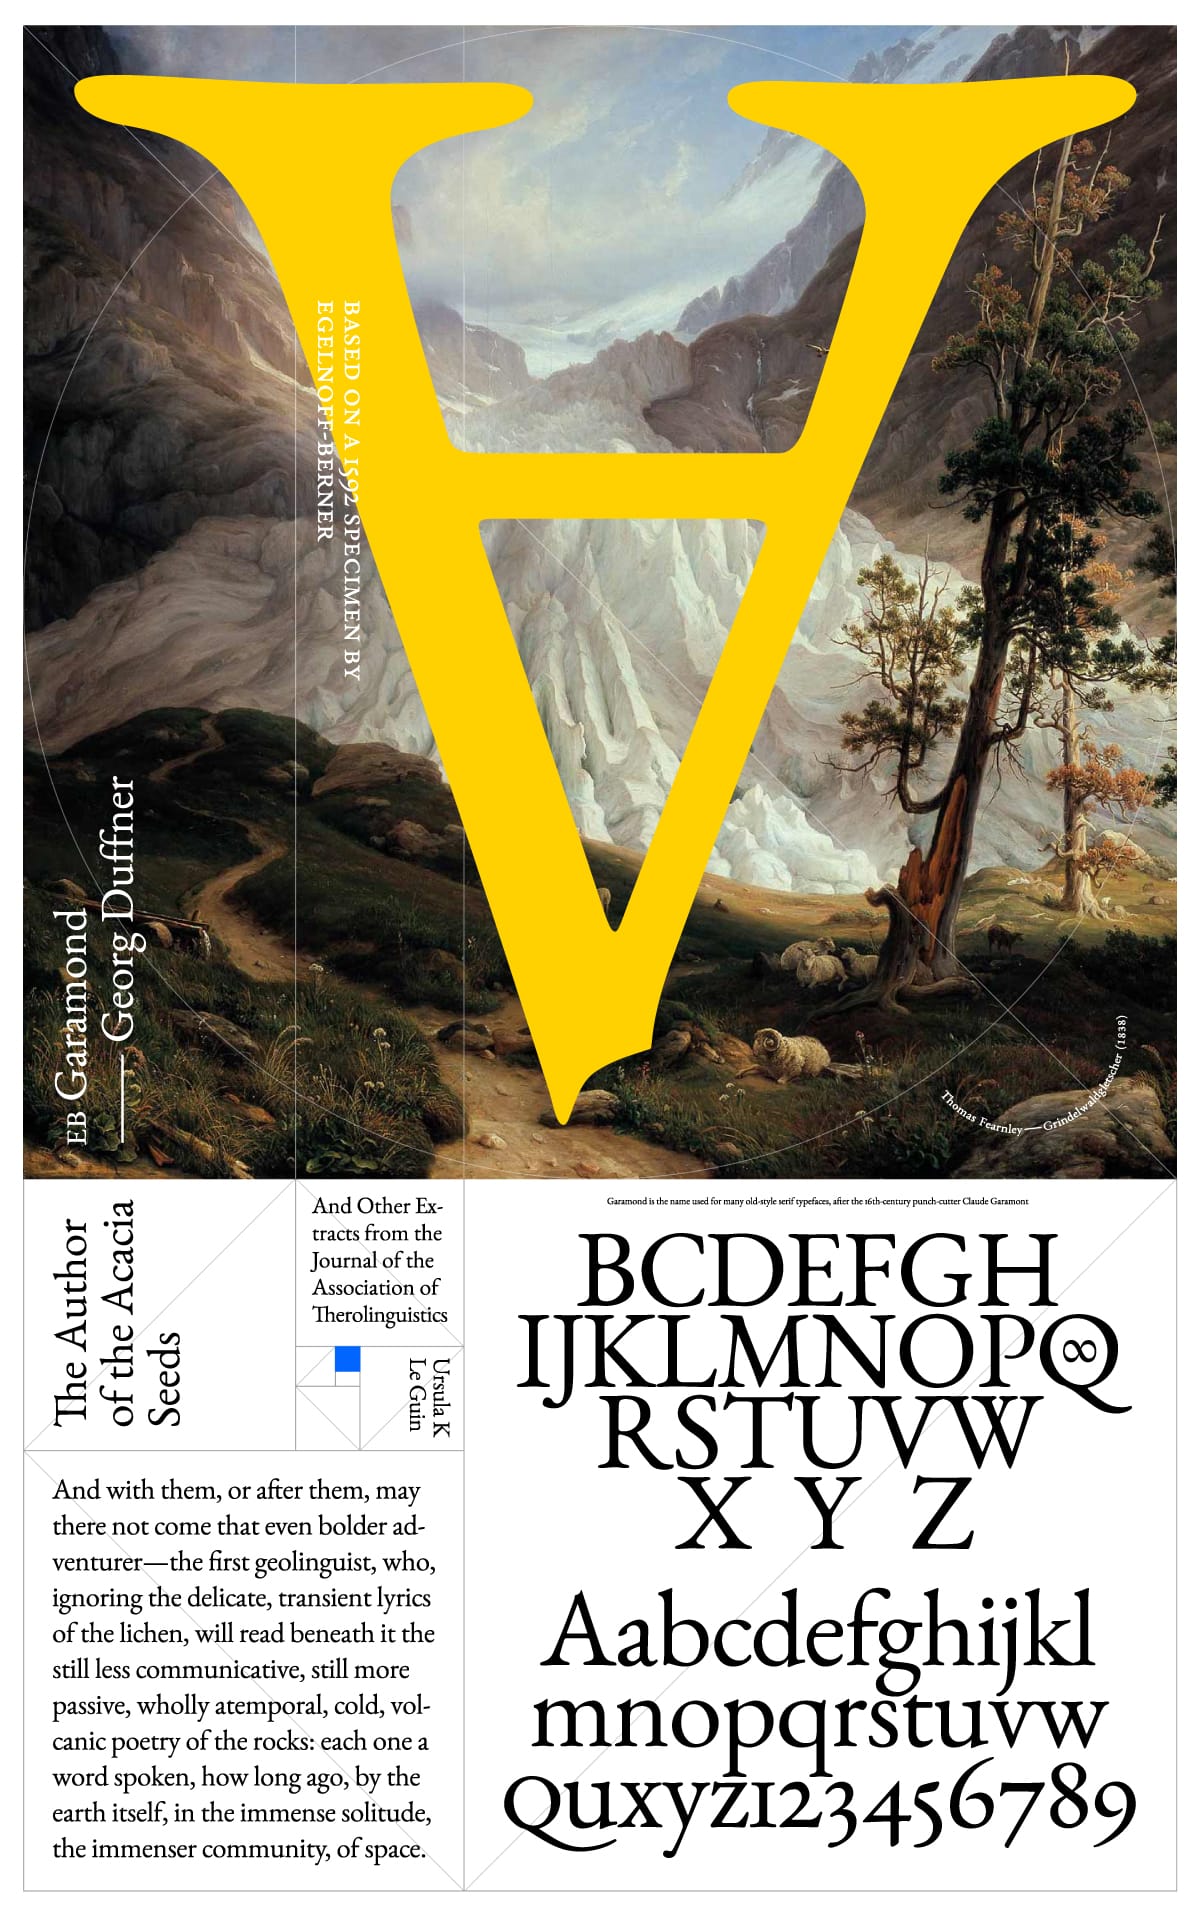 A
BASED ON A 1592 SPECIMEN BY
EGELNOFF-BERNER
EB Garamond
—— Georg Duffner
Thomas Fearnley — Grindelwaldgletscher (1838)
The Author
of the Acacia
Seeds
And Other Ex-
tracts from the
Journal of the
Association of
Therolinguistics
Ursula K
Le Guin
And with them, or after them, may
there not come that even bolder ad-
venturer—the first geolinguist, who,
ignoring the delicate, transient lyrics
of the lichen, will read beneath it the
still less communicative, still more
passive, wholly atemporal, cold, vol-
canic poetry of the rocks: each one a
word spoken, how long ago, by the
earth itself, in the immense solitude,
the immenser community, of space.
Garamond is the name used for many old-style serif typefaces, after the 16th-century punch-cutter Claude Garamont
BCDEFGH
IJKLMNOPQ∞
RSTUVW
X Y Z
Aabcdefghijkl
mnopqrstuvw
Quxyz123456789